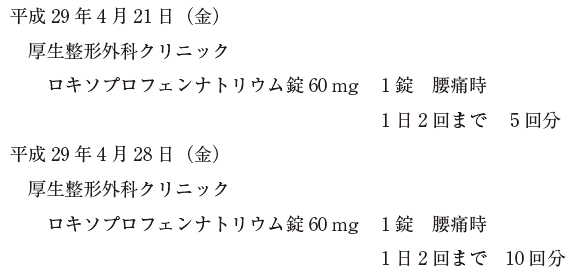 平成 29 年 4 月 21 日（金）
厚生整形外科クリニック
ロキソプロフェンナトリウム錠 60 mg　1 錠　腰痛時
1 日 2 回まで　5 回分
平成 29 年 4 月 28 日（金）
厚生整形外科クリニック
ロキソプロフェンナトリウム錠 60 mg　1 錠　腰痛時
1 日 2 回まで　10 回分